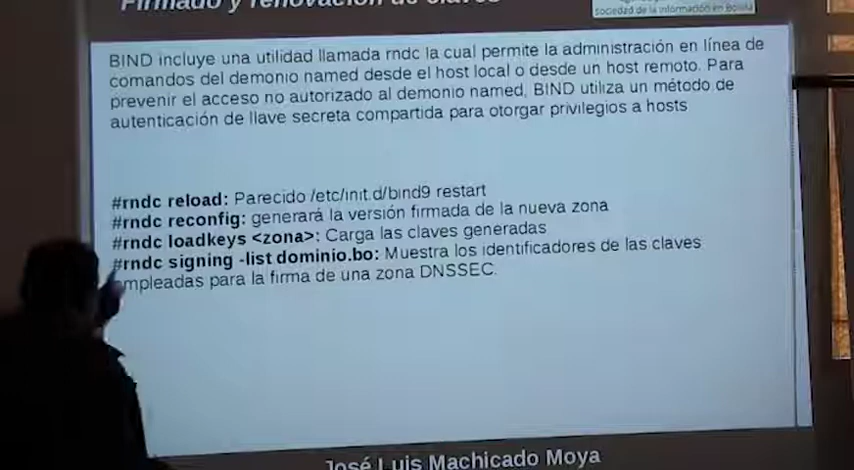 Firmado y renovación de claves
sociedad de la información en Bolivia
BIND incluye una utilidad llamada rndc la cual permite la administración en línea de
comandos del demonio named desde el host local o desde un host remoto. Para
prevenir el acceso no autorizado al demonio named, BIND utiliza un método de
autenticación de llave secreta compartida para otorgar privilegios a hosts
#rndc reload: Parecido /etc/init.d/bind9 restart
#rndc reconfig: generará la versión firmada de la nueva zona
#rndc loadkeys <zona>: Carga las claves generadas
#rndc signing -list dominio.bo: Muestra los identificadores de las claves
empleadas para la firma de una zona DNSSEC.
José Luis Machicado Moya